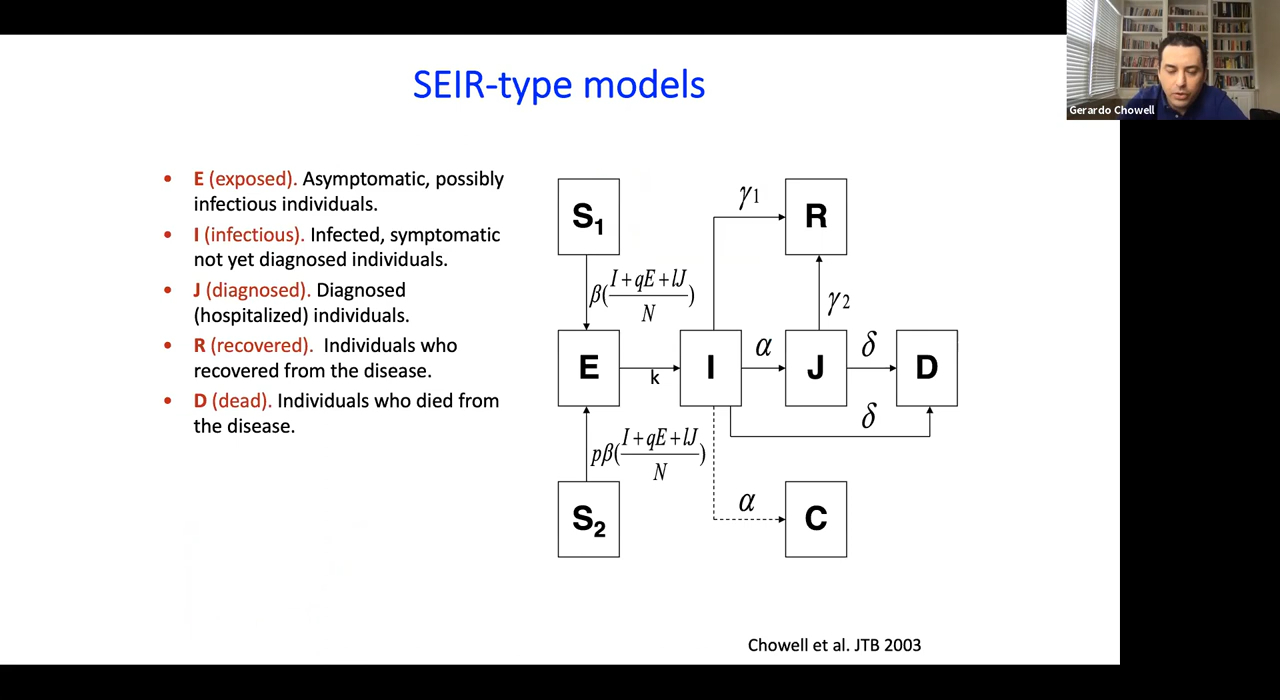 SEIR-type models
Gerardo Chowell
• E (exposed). Asymptomatic, possibly
infectious individuals.
• I (infectious). Infected, symptomatic
not yet diagnosed individuals.
• J (diagnosed). Diagnosed
(hospitalized) individuals.
• R (recovered). Individuals who
recovered from the disease.
• D (dead). Individuals who died from
the disease.
S₁
γ1
R
β(I+qE+lJ/N)
γ2
E
k
I
α
J
δ
D
δ
pβ(I+qE+lJ/N)
S₂
α
C
Chowell et al. JTB 2003